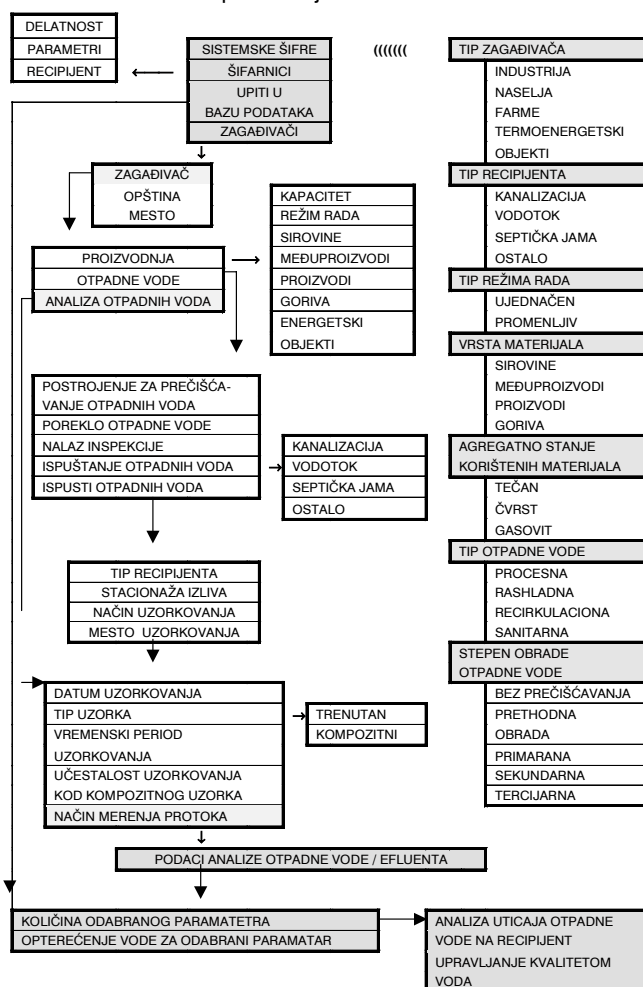 DELATNOST
PARAMETRI
RECIPIJENT
SISTEMSKE ŠIFRE
ŠIFARNICI
UPITI U
BAZU PODATAKA
ZAGAĐIVAČI
(((((((
ZAGAĐIVAČ
OPŠTINA
MESTO
PROIZVODNJA
OTPADNE VODE
ANALIZA OTPADNIH VODA
KAPACITET
REŽIM RADA
SIROVINE
MEĐUPROIZVODI
PROIZVODI
GORIVA
ENERGETSKI
OBJEKTI
POSTROJENJE ZA PREČIŠĆA-
VANJE OTPADNIH VODA
POREKLO OTPADNE VODE
NALAZ INSPEKCIJE
ISPUŠTANJE OTPADNIH VODA
ISPUSTI OTPADNIH VODA
KANALIZACIJA
VODOTOK
SEPTIČKA JAMA
OSTALO
TIP RECIPIJENTA
STACIONAŽA IZLIVA
NAČIN UZORKOVANJA
MESTO UZORKOVANJA
DATUM UZORKOVANJA
TIP UZORKA
VREMENSKI PERIOD
UZORKOVANJA
UČESTALOST UZORKOVANJA
KOD KOMPOZITNOG UZORKA
NAČIN MERENJA PROTOKA
TRENUTAN
KOMPOZITNI
PODACI ANALIZE OTPADNE VODE / EFLUENTA
KOLIČINA ODABRANOG PARAMATETRA
OPTEREĆENJE VODE ZA ODABRANI PARAMATAR
TIP ZAGAĐIVAČA
INDUSTRIJA
NASELJA
FARME
TERMOENERGETSKI
OBJEKTI
TIP RECIPIJENTA
KANALIZACIJA
VODOTOK
SEPTIČKA JAMA
OSTALO
TIP REŽIMA RADA
UJEDNAČEN
PROMENLJIV
VRSTA MATERIJALA
SIROVINE
MEĐUPROIZVODI
PROIZVODI
GORIVA
AGREGATNO STANJE
KORIŠTENIH MATERIJALA
TEČAN
ČVRST
GASOVIT
TIP OTPADNE VODE
PROCESNA
RASHLADNA
RECIRKULACIONA
SANITARNA
STEPEN OBRADE
OTPADNE VODE
BEZ PREČIŠĆAVANJA
PRETHODNA
OBRADA
PRIMARANA
SEKUNDARNA
TERCIJARNA
ANALIZA UTICAJA OTPADNE
VODE NA RECIPIJENT
UPRAVLJANJE KVALITETOM
VODA